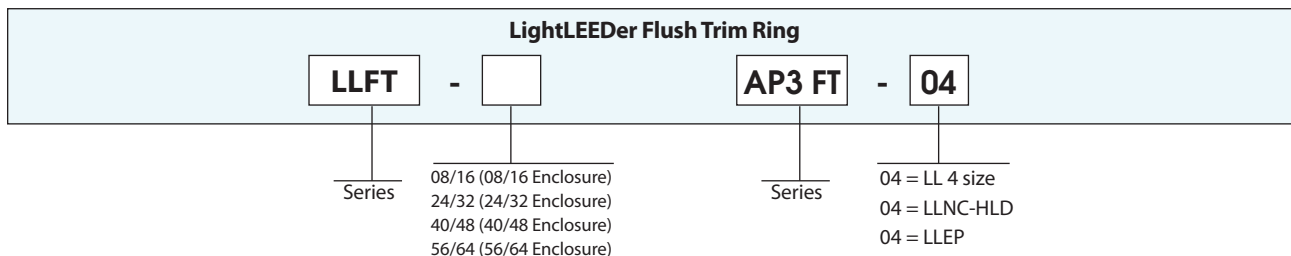 LightLEEDer Flush Trim Ring
LLFT - AP3 FT - 04
Series
08/16 (08/16 Enclosure)
24/32 (24/32 Enclosure)
40/48 (40/48 Enclosure)
56/64 (56/64 Enclosure)
Series
04 = LL 4 size
04 = LLNC-HLD
04 = LLEP